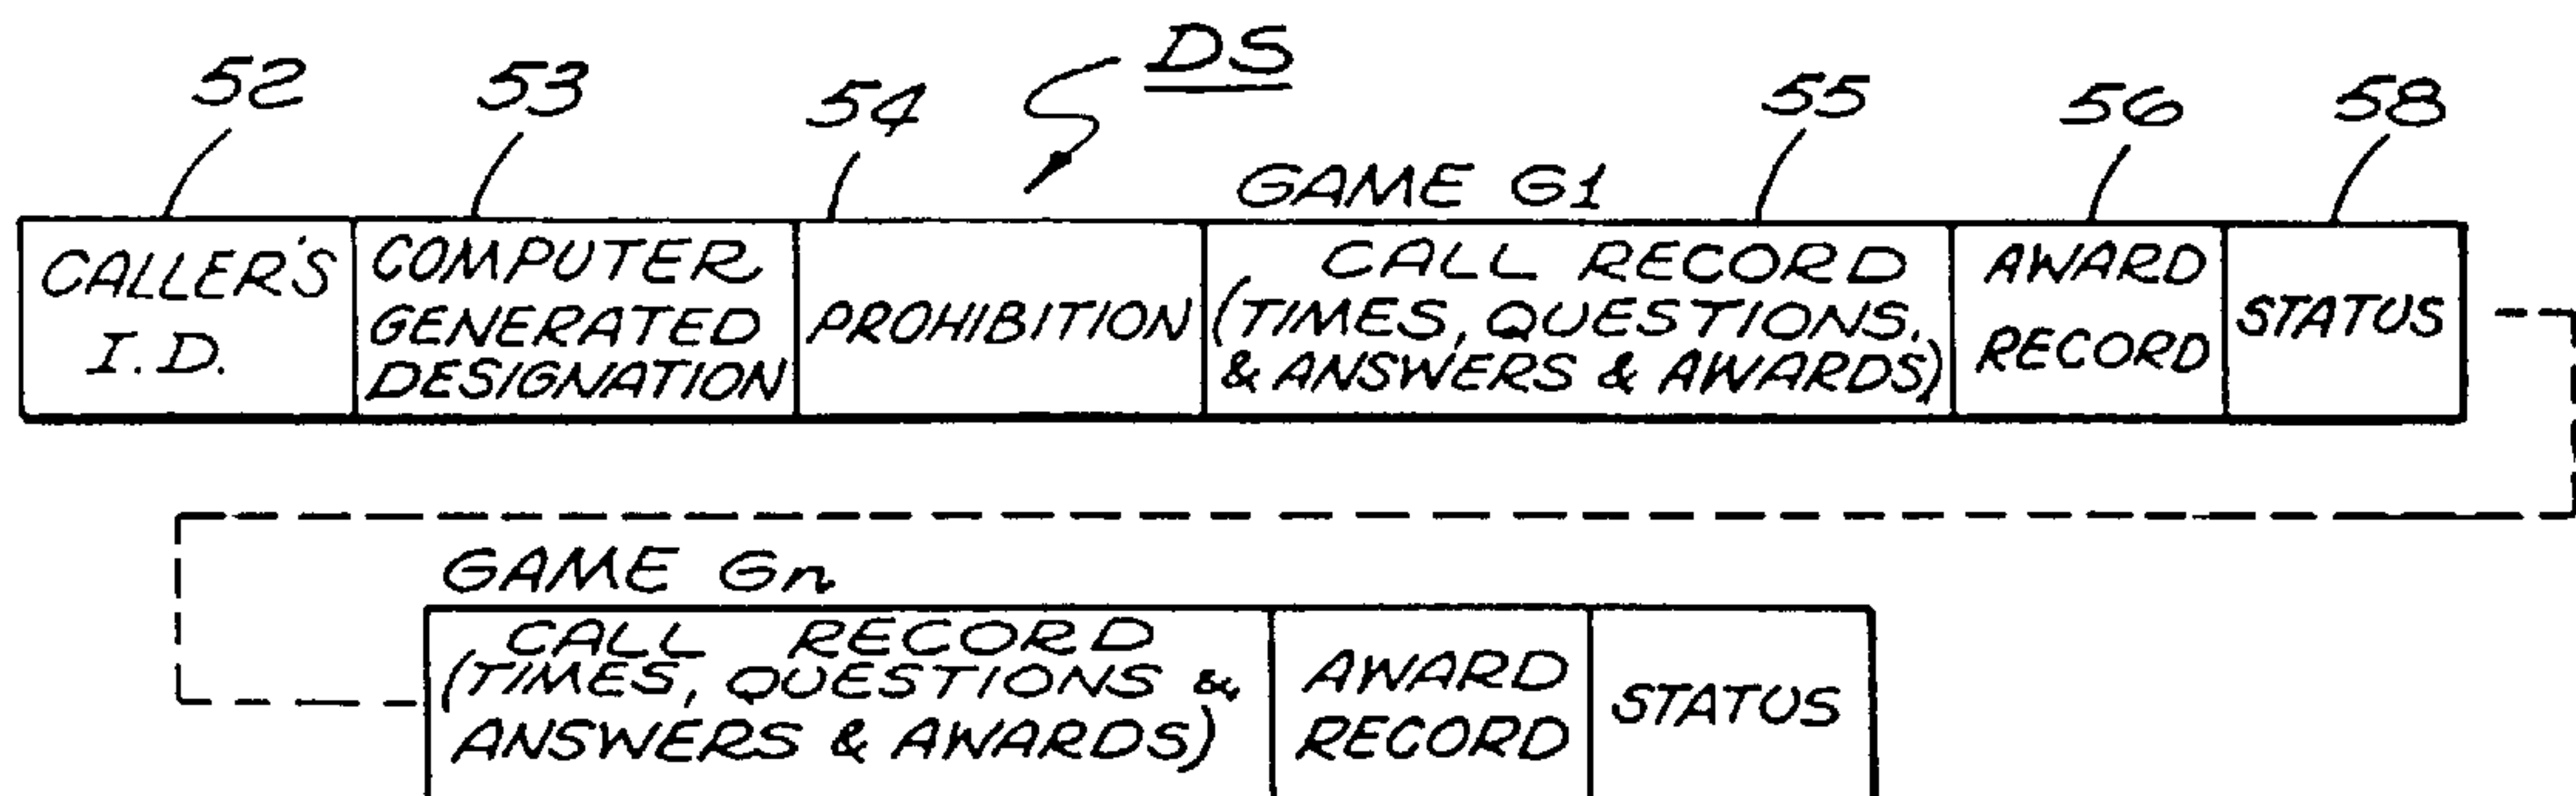 DS
52 53 54 55 56 58
GAME G1
CALLER'S I.D.
COMPUTER GENERATED DESIGNATION
PROHIBITION
CALL RECORD
(TIMES, QUESTIONS,
& ANSWERS & AWARDS)
AWARD RECORD
STATUS
GAME Gn
CALL RECORD
(TIMES, QUESTIONS &
ANSWERS & AWARDS)
AWARD RECORD
STATUS